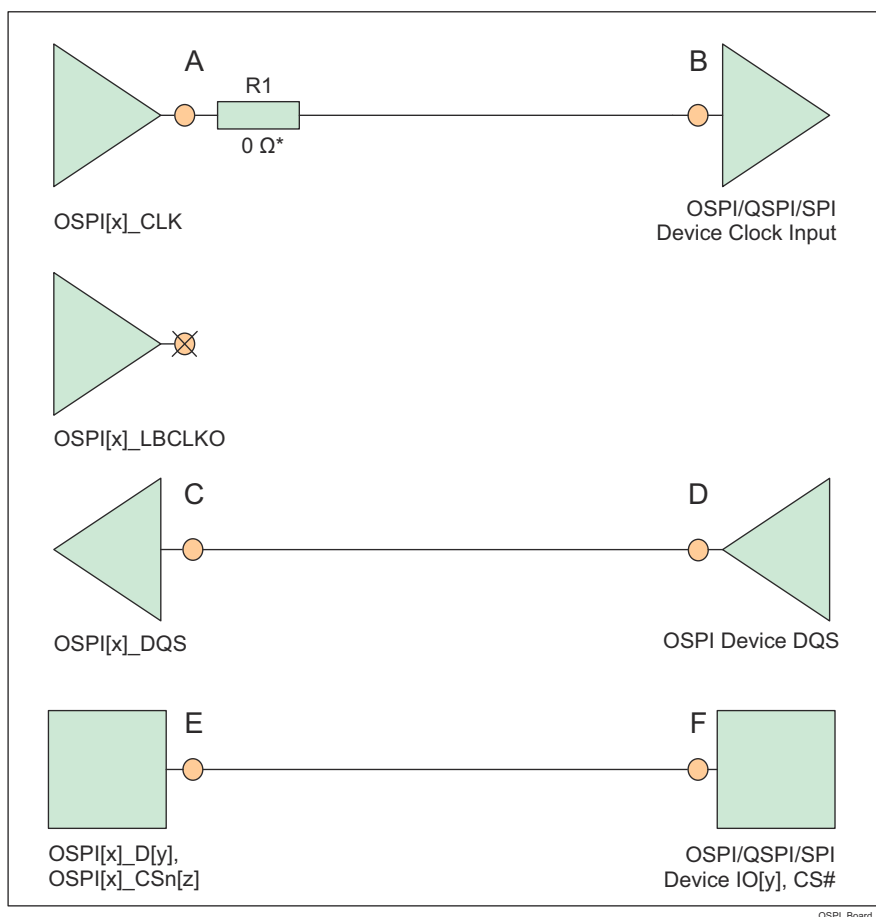 A
B
R1
0 Ω*
OSPI[x]_CLK
OSPI/QSPI/SPI
Device Clock Input
OSPI[x]_LBCLKO
C
D
OSPI[x]_DQS
OSPI Device DQS
E
F
OSPI[x]_D[y],
OSPI[x]_CSn[z]
OSPI/QSPI/SPI
Device IO[y], CS#
OSPI_Board